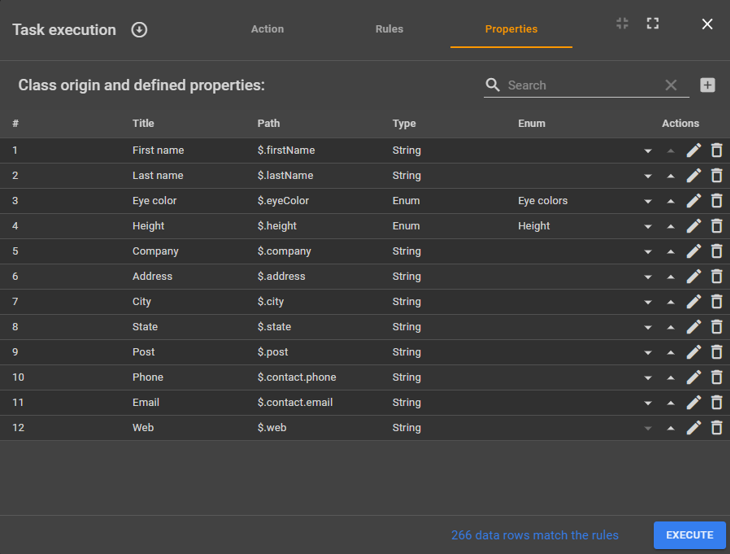 Task execution Action Rules Properties
Class origin and defined properties: Search
# Title Path Type Enum Actions
1 First name $.firstName String
2 Last name $.lastName String
3 Eye color $.eyeColor Enum Eye colors
4 Height $.height Enum Height
5 Company $.company String
6 Address $.address String
7 City $.city String
8 State $.state String
9 Post $.post String
10 Phone $.contact.phone String
11 Email $.contact.email String
12 Web $.web String
266 data rows match the rules EXECUTE